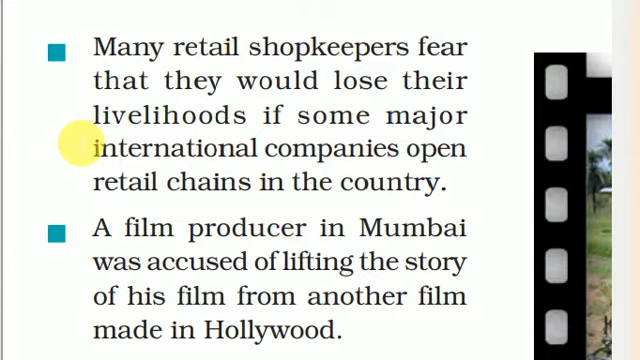 Many retail shopkeepers fear
that they would lose their
livelihoods if some major
international companies open
retail chains in the country.
A film producer in Mumbai
was accused of lifting the story
of his film from another film
made in Hollywood.